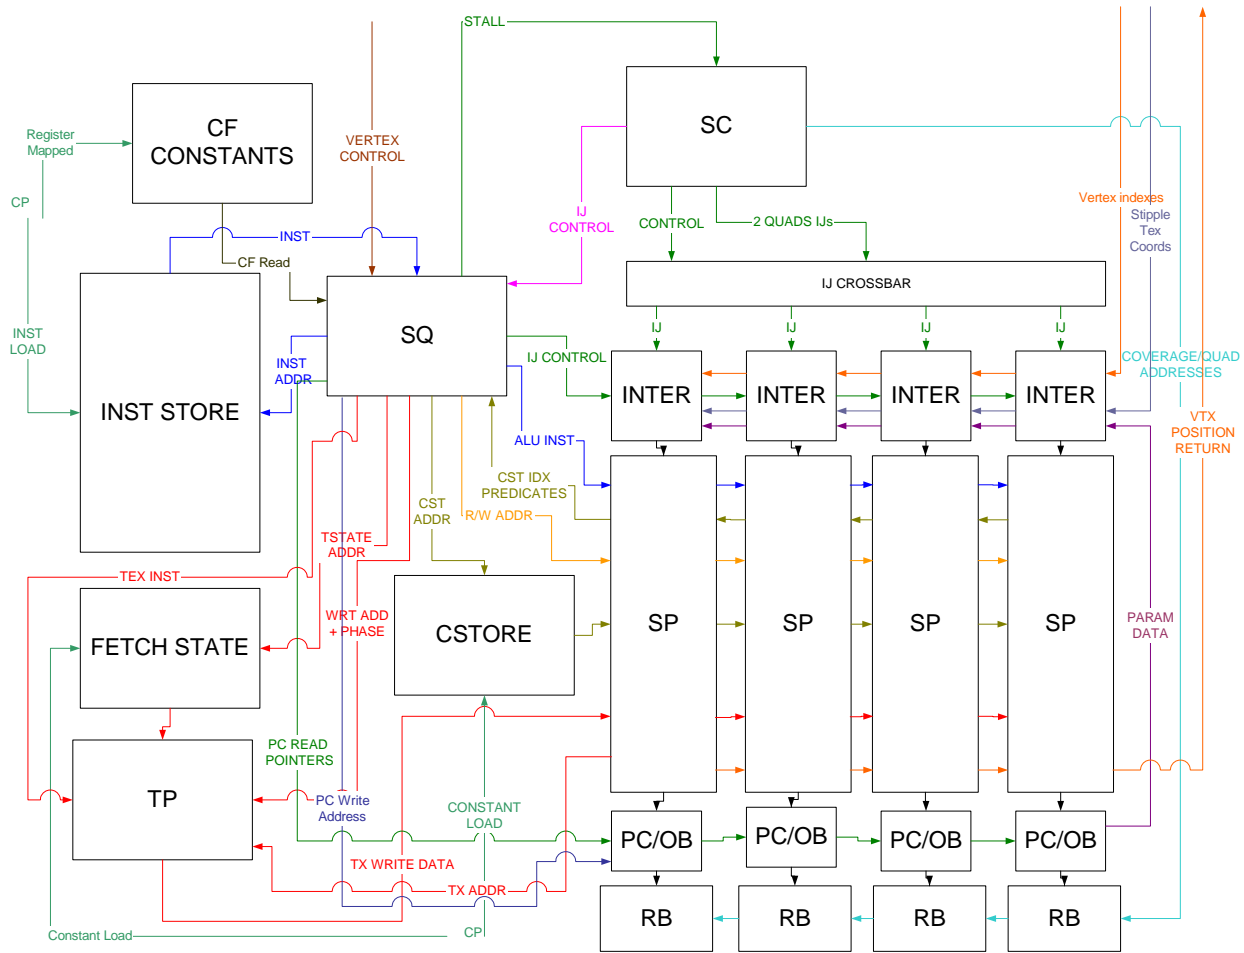 STALL
CF
CONSTANTS
SC
Register
Mapped
VERTEX
CONTROL
CP
IJ
CONTROL
CONTROL
2 QUADS IJs
Vertex indexes
Stipple
Tex
Coords
INST
CF Read
IJ CROSSBAR
INST
LOAD
SQ
IJ
IJ
IJ
IJ
INST
ADDR
IJ CONTROL
COVERAGE/QUAD
ADDRESSES
INST STORE
INTER
INTER
INTER
INTER
VTX
POSITION
RETURN
ALU INST
CST IDX
PREDICATES
CST
ADDR
R/W ADDR
TSTATE
ADDR
TEX INST
WRT ADD
+ PHASE
CSTORE
SP
SP
SP
SP
PARAM
DATA
FETCH STATE
PC READ
POINTERS
TP
PC Write
Address
CONSTANT
LOAD
PC/OB
PC/OB
PC/OB
PC/OB
TX WRITE DATA
TX ADDR
RB
RB
RB
RB
Constant Load
CP